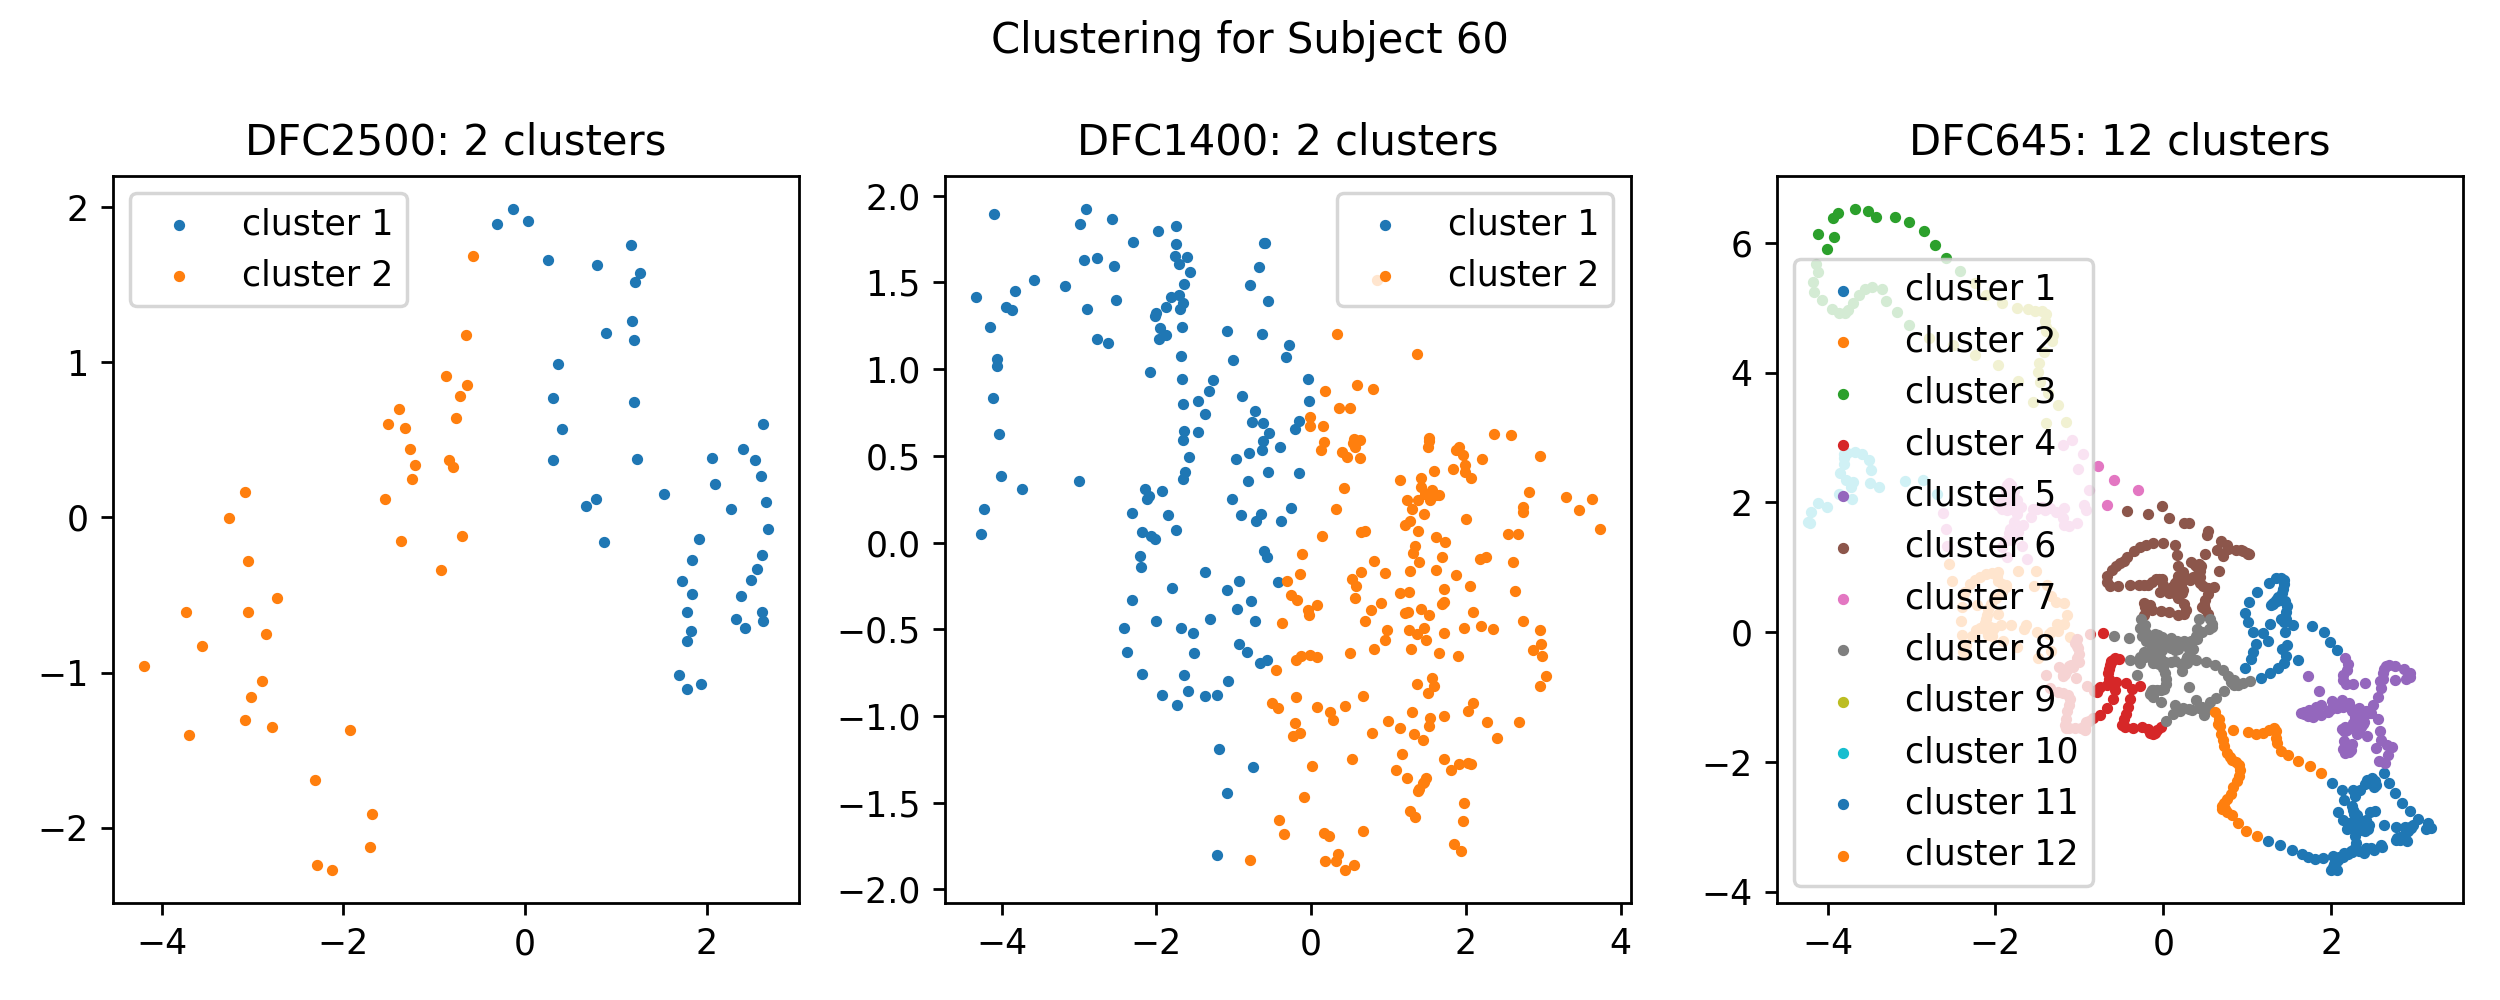 Clustering for Subject 60
DFC2500: 2 clusters
cluster 1
cluster 2
2
1
0
−1
−2
−4
−2
0
2
DFC1400: 2 clusters
cluster 1
cluster 2
2.0
1.5
1.0
0.5
0.0
−0.5
−1.0
−1.5
−2.0
−4
−2
0
2
4
DFC645: 12 clusters
cluster 1
cluster 2
cluster 3
cluster 4
cluster 5
cluster 6
cluster 7
cluster 8
cluster 9
cluster 10
cluster 11
cluster 12
6
4
2
0
−2
−4
−4
−2
0
2